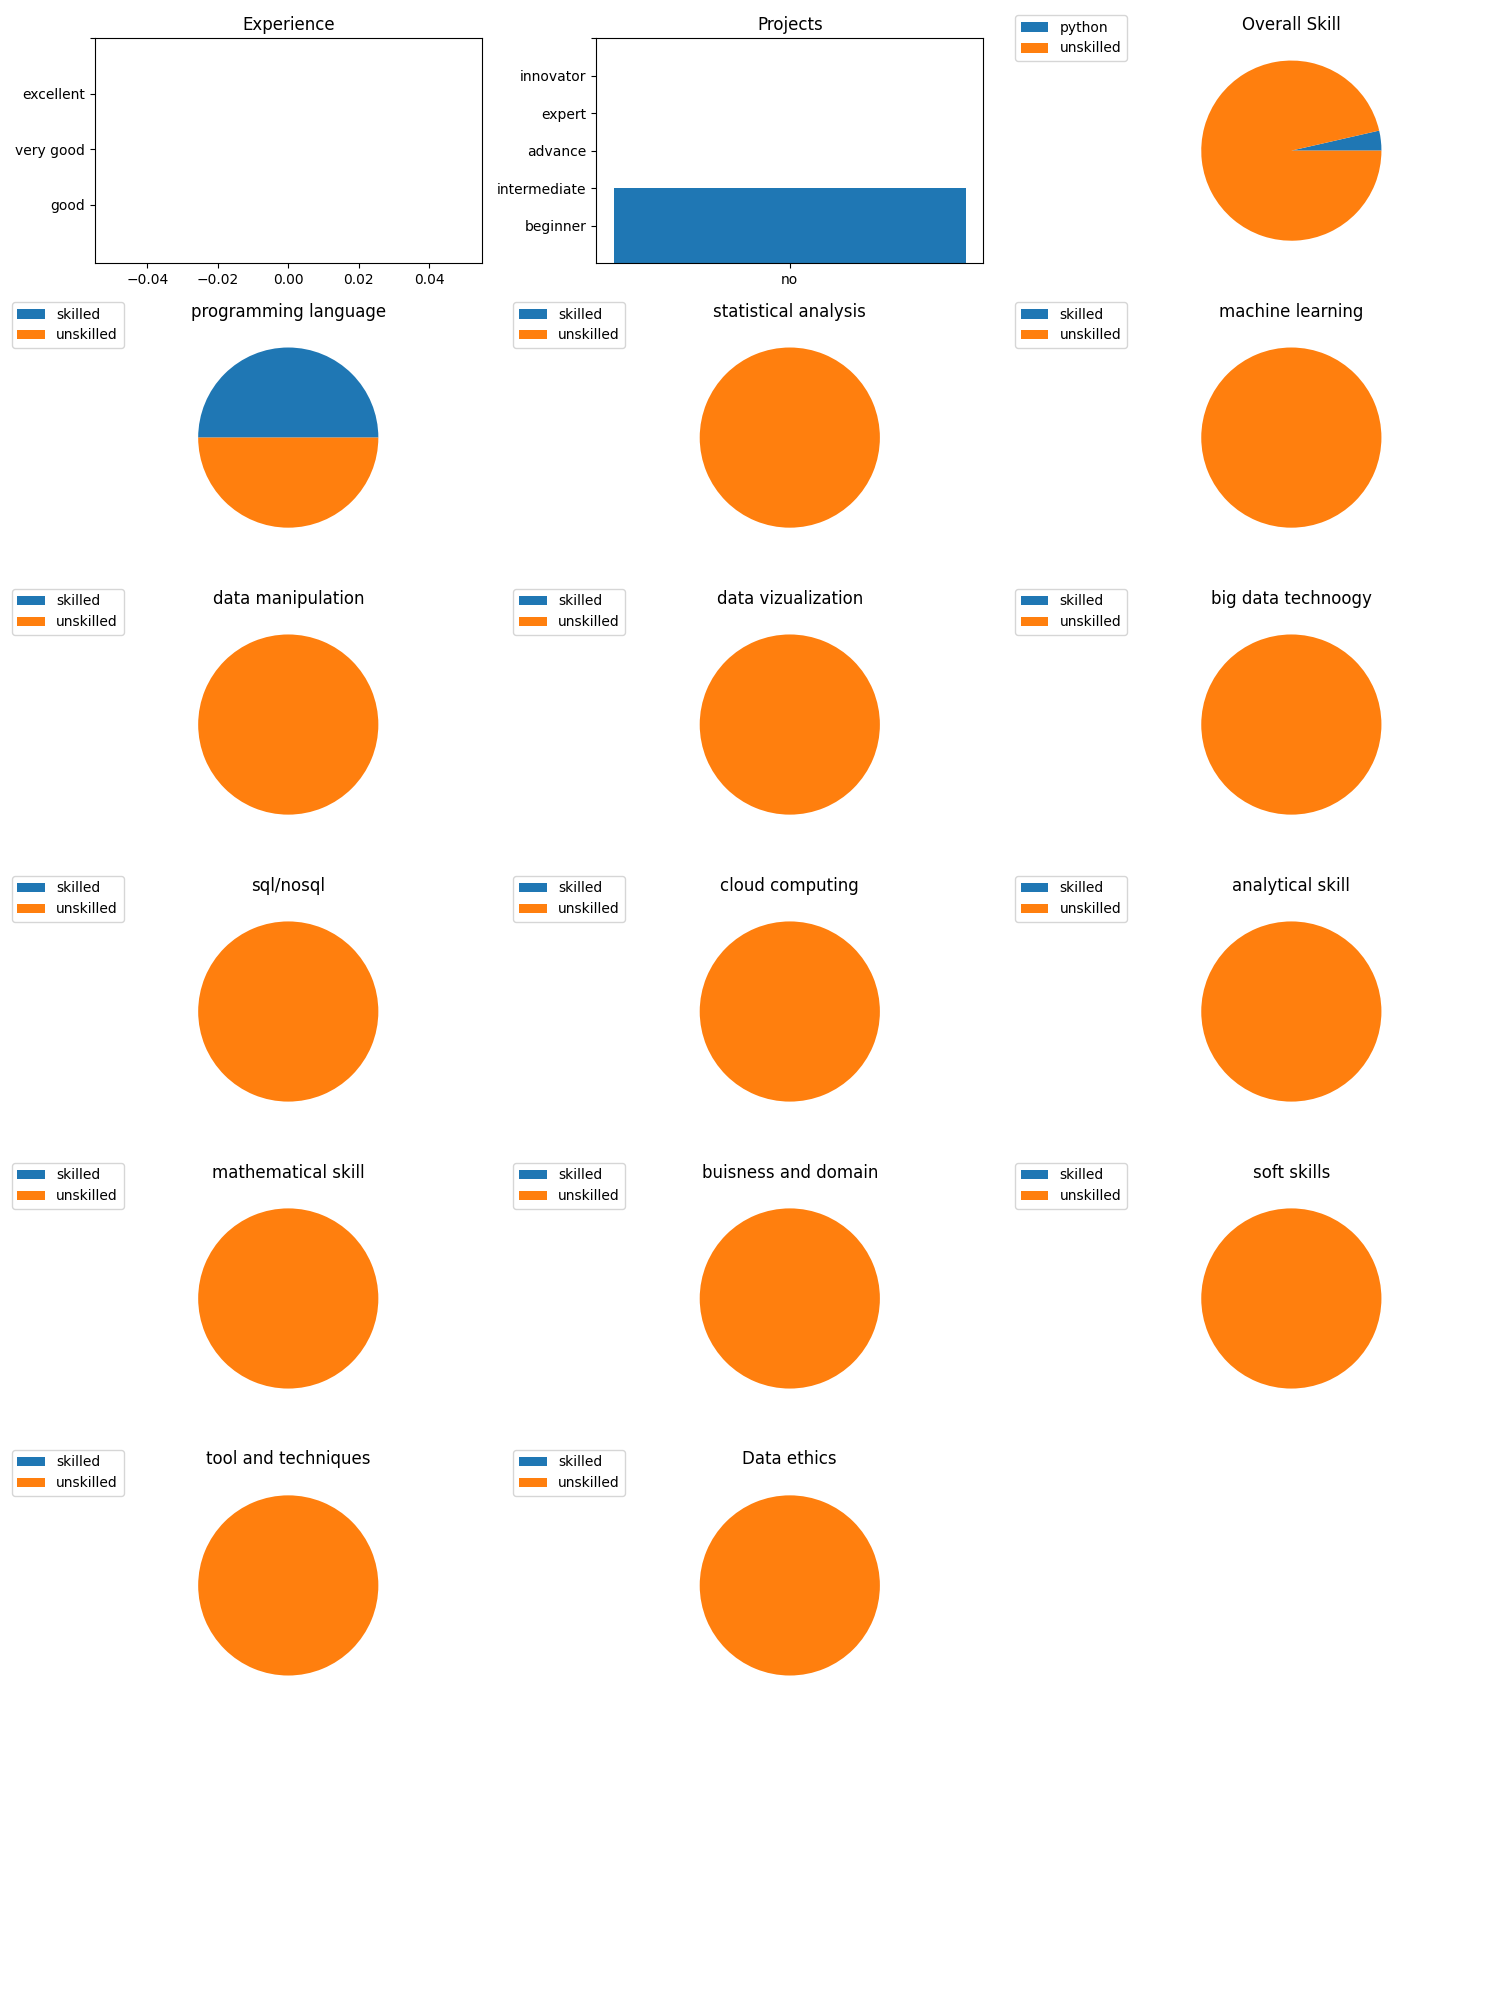 Experience
excellent
very good
good
−0.04 −0.02 0.00 0.02 0.04
Projects
innovator
expert
advance
intermediate
beginner
no
python
unskilled
Overall Skill
skilled
unskilled
programming language
skilled
unskilled
statistical analysis
skilled
unskilled
machine learning
skilled
unskilled
data manipulation
skilled
unskilled
data vizualization
skilled
unskilled
big data technoogy
skilled
unskilled
sql/nosql
skilled
unskilled
cloud computing
skilled
unskilled
analytical skill
skilled
unskilled
mathematical skill
skilled
unskilled
buisness and domain
skilled
unskilled
soft skills
skilled
unskilled
tool and techniques
skilled
unskilled
Data ethics